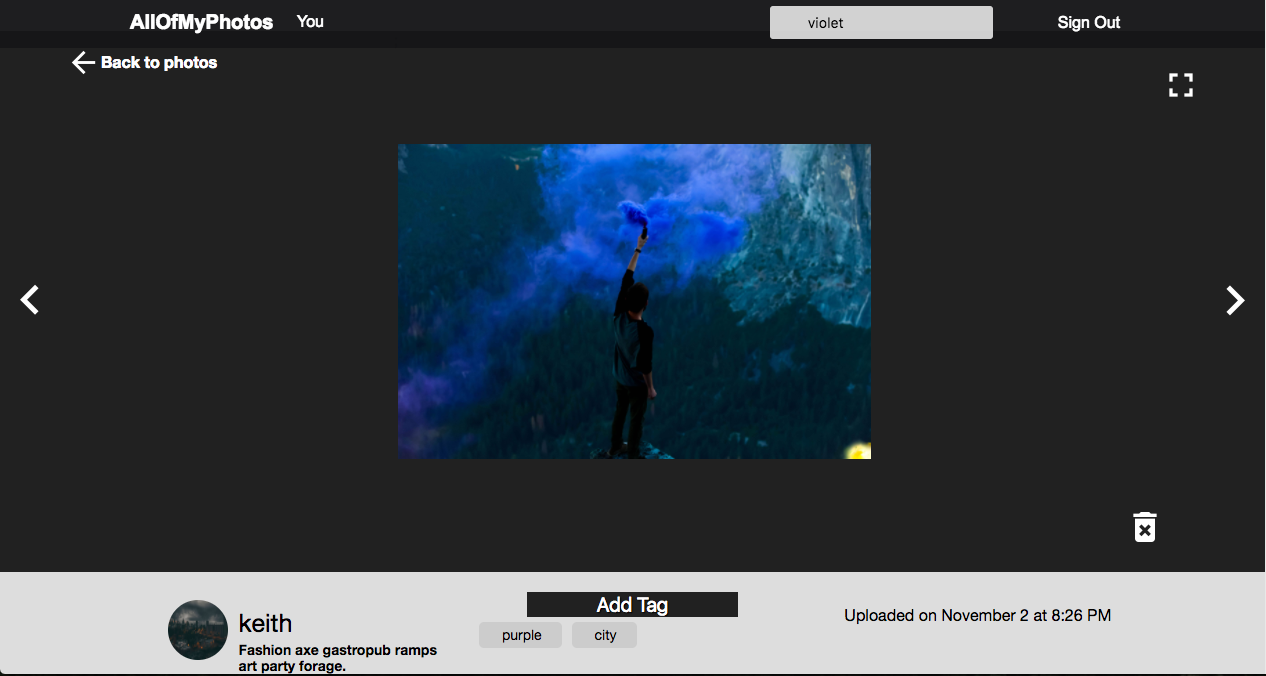 AllOfMyPhotos You violet Sign Out
Back to photos
Add Tag
keith
purple city
Uploaded on November 2 at 8:26 PM
Fashion axe gastropub ramps
art party forage.